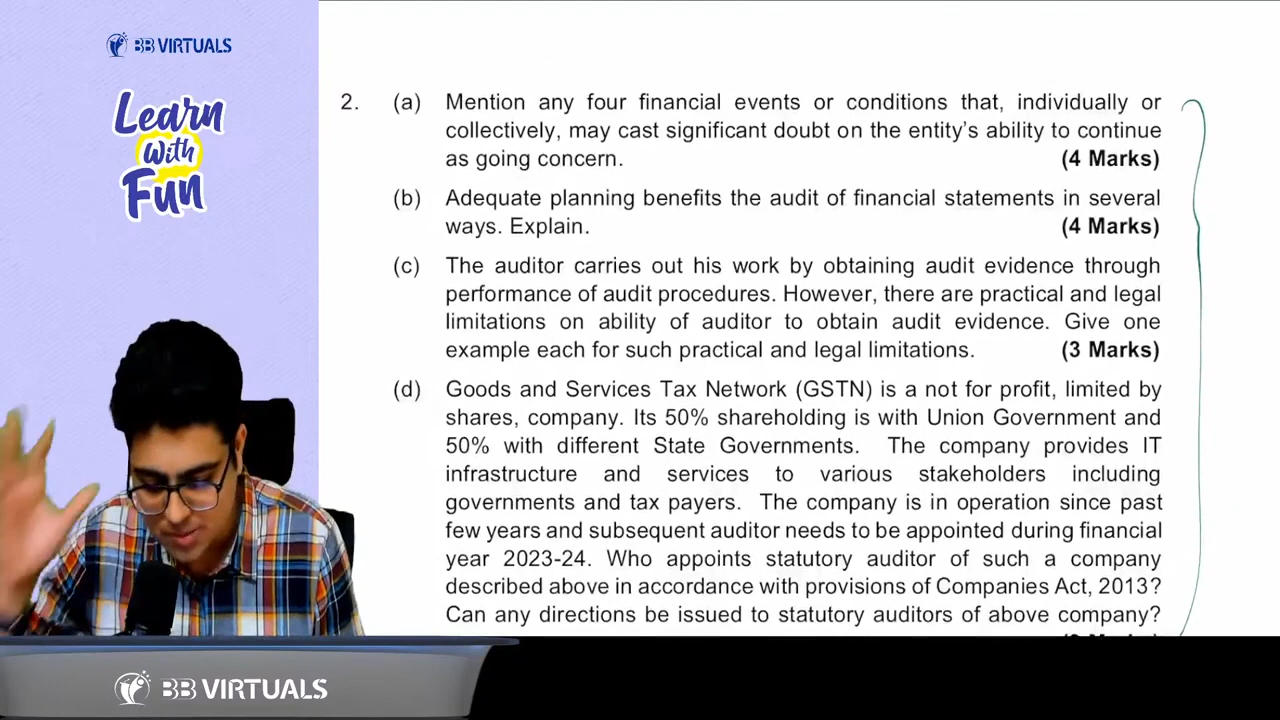 BB VIRTUALS
Learn
With
Fun
2. (a) Mention any four financial events or conditions that, individually or
collectively, may cast significant doubt on the entity's ability to continue
as going concern. (4 Marks)
(b) Adequate planning benefits the audit of financial statements in several
ways. Explain. (4 Marks)
(c) The auditor carries out his work by obtaining audit evidence through
performance of audit procedures. However, there are practical and legal
limitations on ability of auditor to obtain audit evidence. Give one
example each for such practical and legal limitations. (3 Marks)
(d) Goods and Services Tax Network (GSTN) is a not for profit, limited by
shares, company. Its 50% shareholding is with Union Government and
50% with different State Governments. The company provides IT
infrastructure and services to various stakeholders including
governments and tax payers. The company is in operation since past
few years and subsequent auditor needs to be appointed during financial
year 2023-24. Who appoints statutory auditor of such a company
described above in accordance with provisions of Companies Act, 2013?
Can any directions be issued to statutory auditors of above company?
BB VIRTUALS